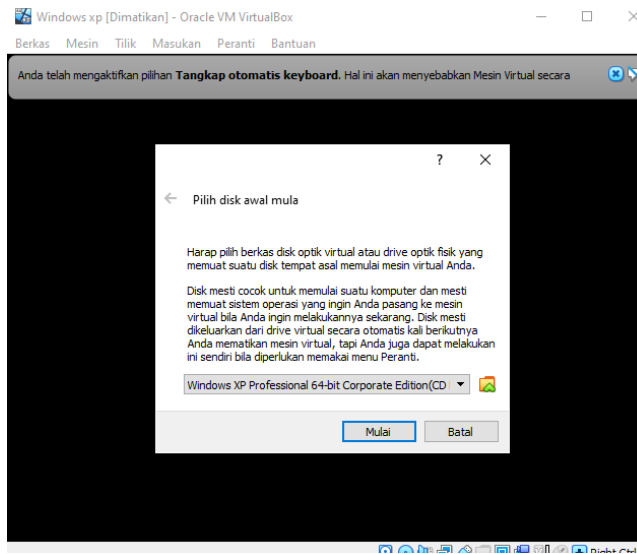 Windows xp [Dimatikan] - Oracle VM VirtualBox
Berkas Mesin Tilik Masukan Peranti Bantuan
Anda telah mengaktifkan pilihan Tangkap otomatis keyboard. Hal ini akan menyebabkan Mesin Virtual secara
?
Pilih disk awal mula
Harap pilih berkas disk optik virtual atau drive optik fisik yang
memuat suatu disk tempat asal memulai mesin virtual Anda.
Disk mesti cocok untuk memulai suatu komputer dan mesti
memuat sistem operasi yang ingin Anda pasang ke mesin
virtual bila Anda ingin melakukannya sekarang. Disk mesti
dikeluarkan dari drive virtual secara otomatis kali berikutnya
Anda mematikan mesin virtual, tapi Anda juga dapat melakukan
ini sendiri bila diperlukan memakai menu Peranti.
Windows XP Professional 64-bit Corporate Edition(CD
Mulai Batal
Right Ctrl